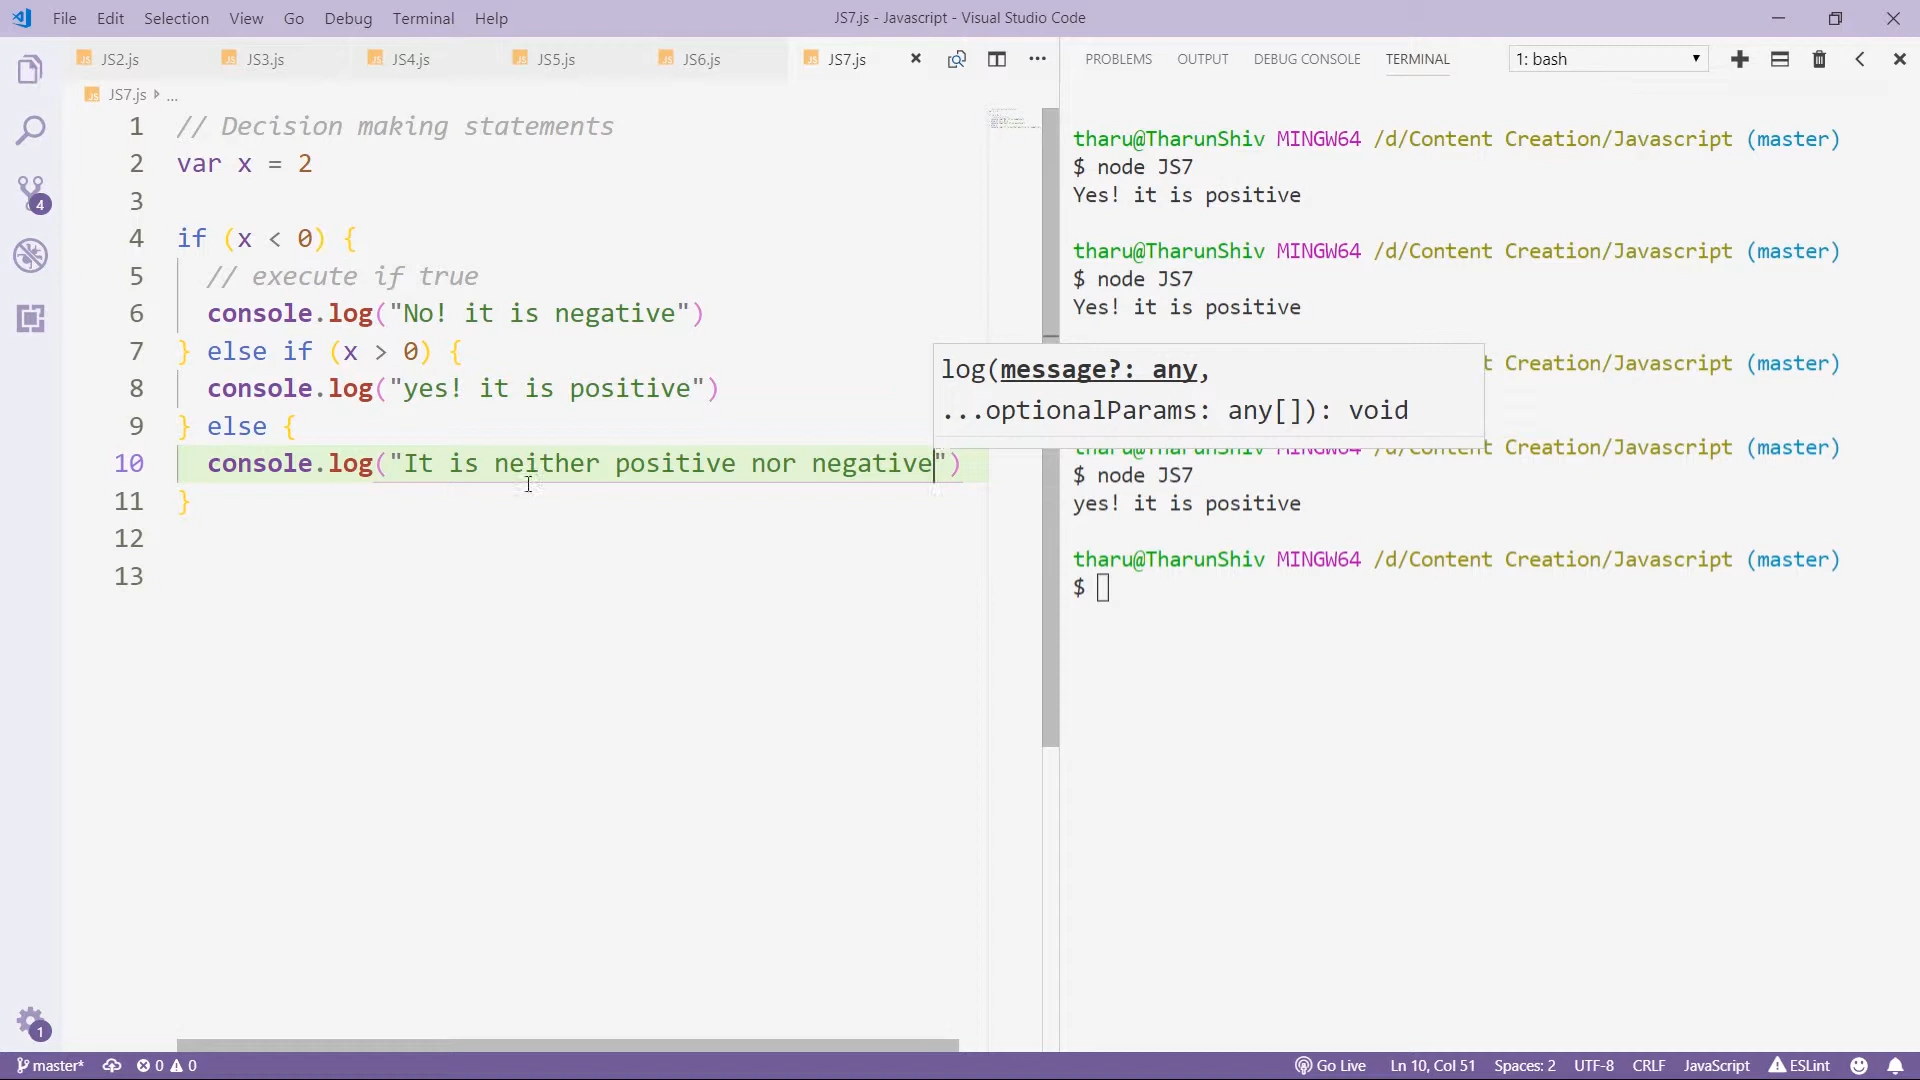 File Edit Selection View Go Debug Terminal Help
JS7.js - Javascript - Visual Studio Code
JS2.js JS3.js JS4.js JS5.js JS6.js JS7.js
JS7.js ...
1 // Decision making statements
2 var x = 2
3
4 if (x < 0) {
5 // execute if true
6 console.log("No! it is negative")
7 } else if (x > 0) {
8 console.log("yes! it is positive")
9 } else {
10 console.log("It is neither positive nor negative")
11 }
12
13
log(message?: any,
...optionalParams: any[]): void
PROBLEMS OUTPUT DEBUG CONSOLE TERMINAL 1: bash
tharu@TharunShiv MINGW64 /d/Content Creation/Javascript (master)
$ node JS7
Yes! it is positive
tharu@TharunShiv MINGW64 /d/Content Creation/Javascript (master)
$ node JS7
Yes! it is positive
Creation/Javascript (master)
Creation/Javascript (master)
$ node JS7
yes! it is positive
tharu@TharunShiv MINGW64 /d/Content Creation/Javascript (master)
$
4
1
master* 0 0
Go Live Ln 10, Col 51 Spaces: 2 UTF-8 CRLF JavaScript ESLint